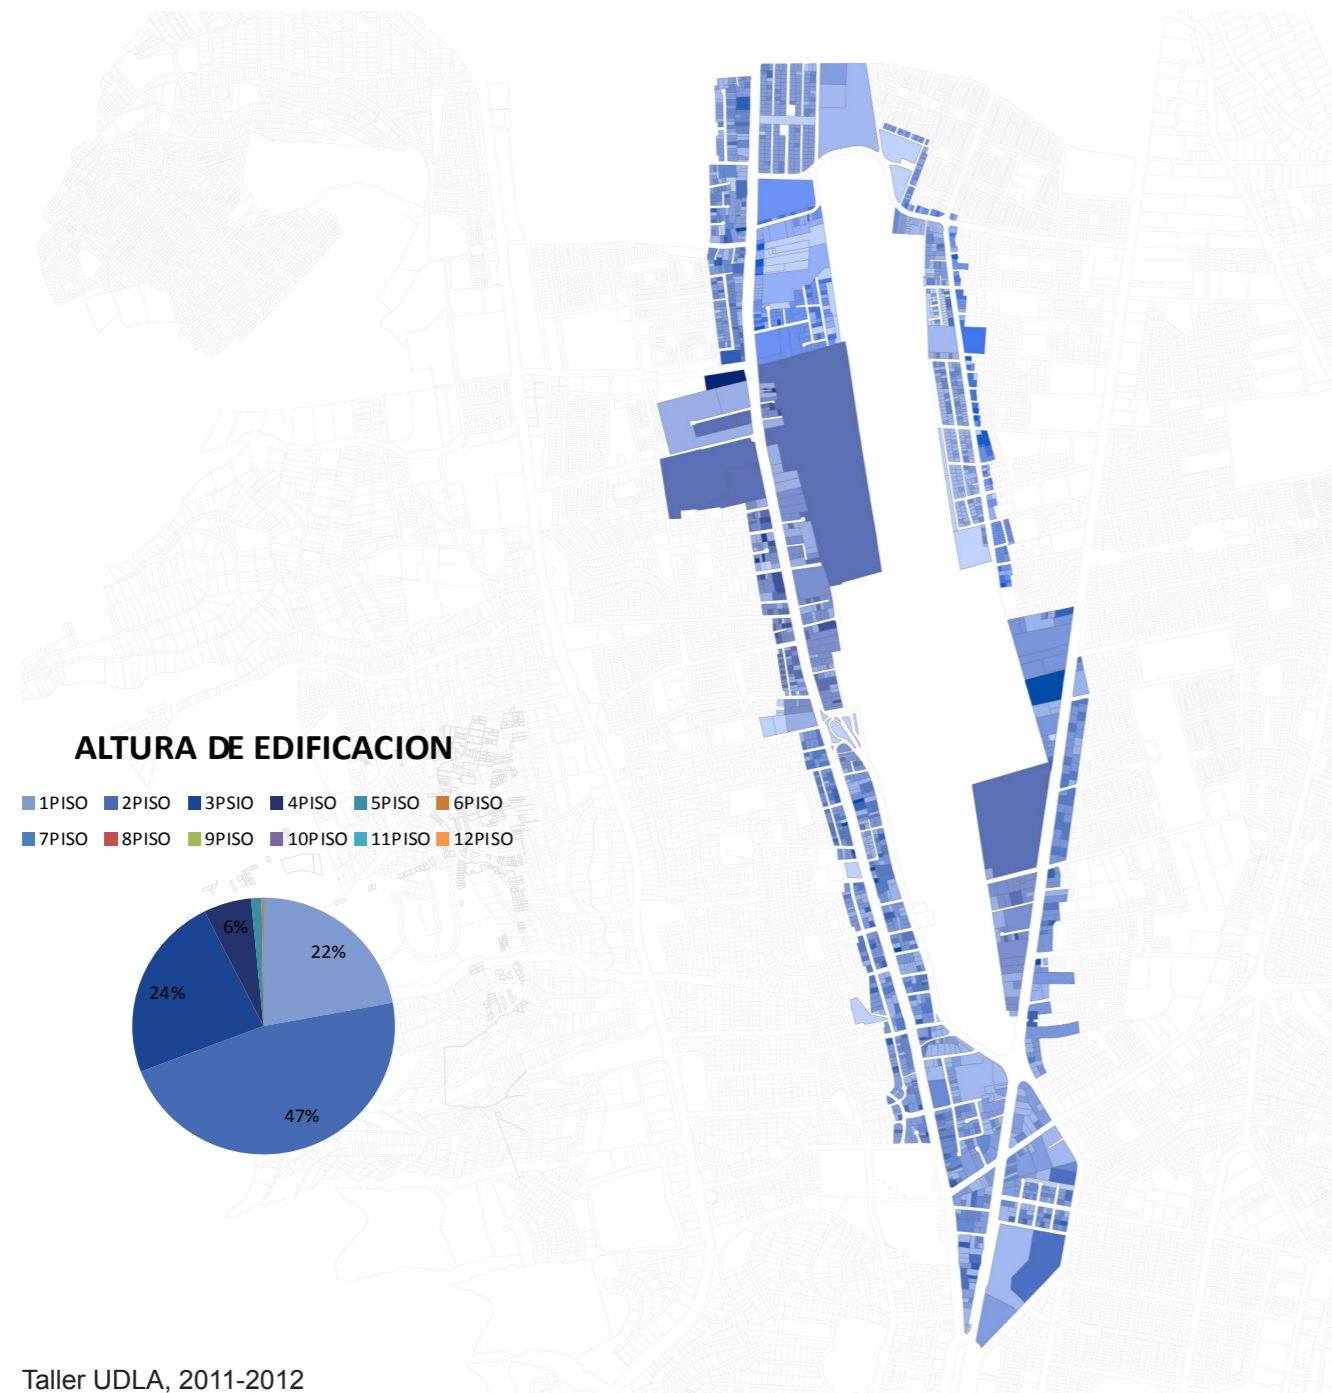 ALTURA DE EDIFICACION
1PISO 2PISO 3PSIO 4PISO 5PISO 6PISO
7PISO 8PISO 9PISO 10PISO 11PISO 12PISO
6%
22%
24%
47%
Taller UDLA, 2011-2012